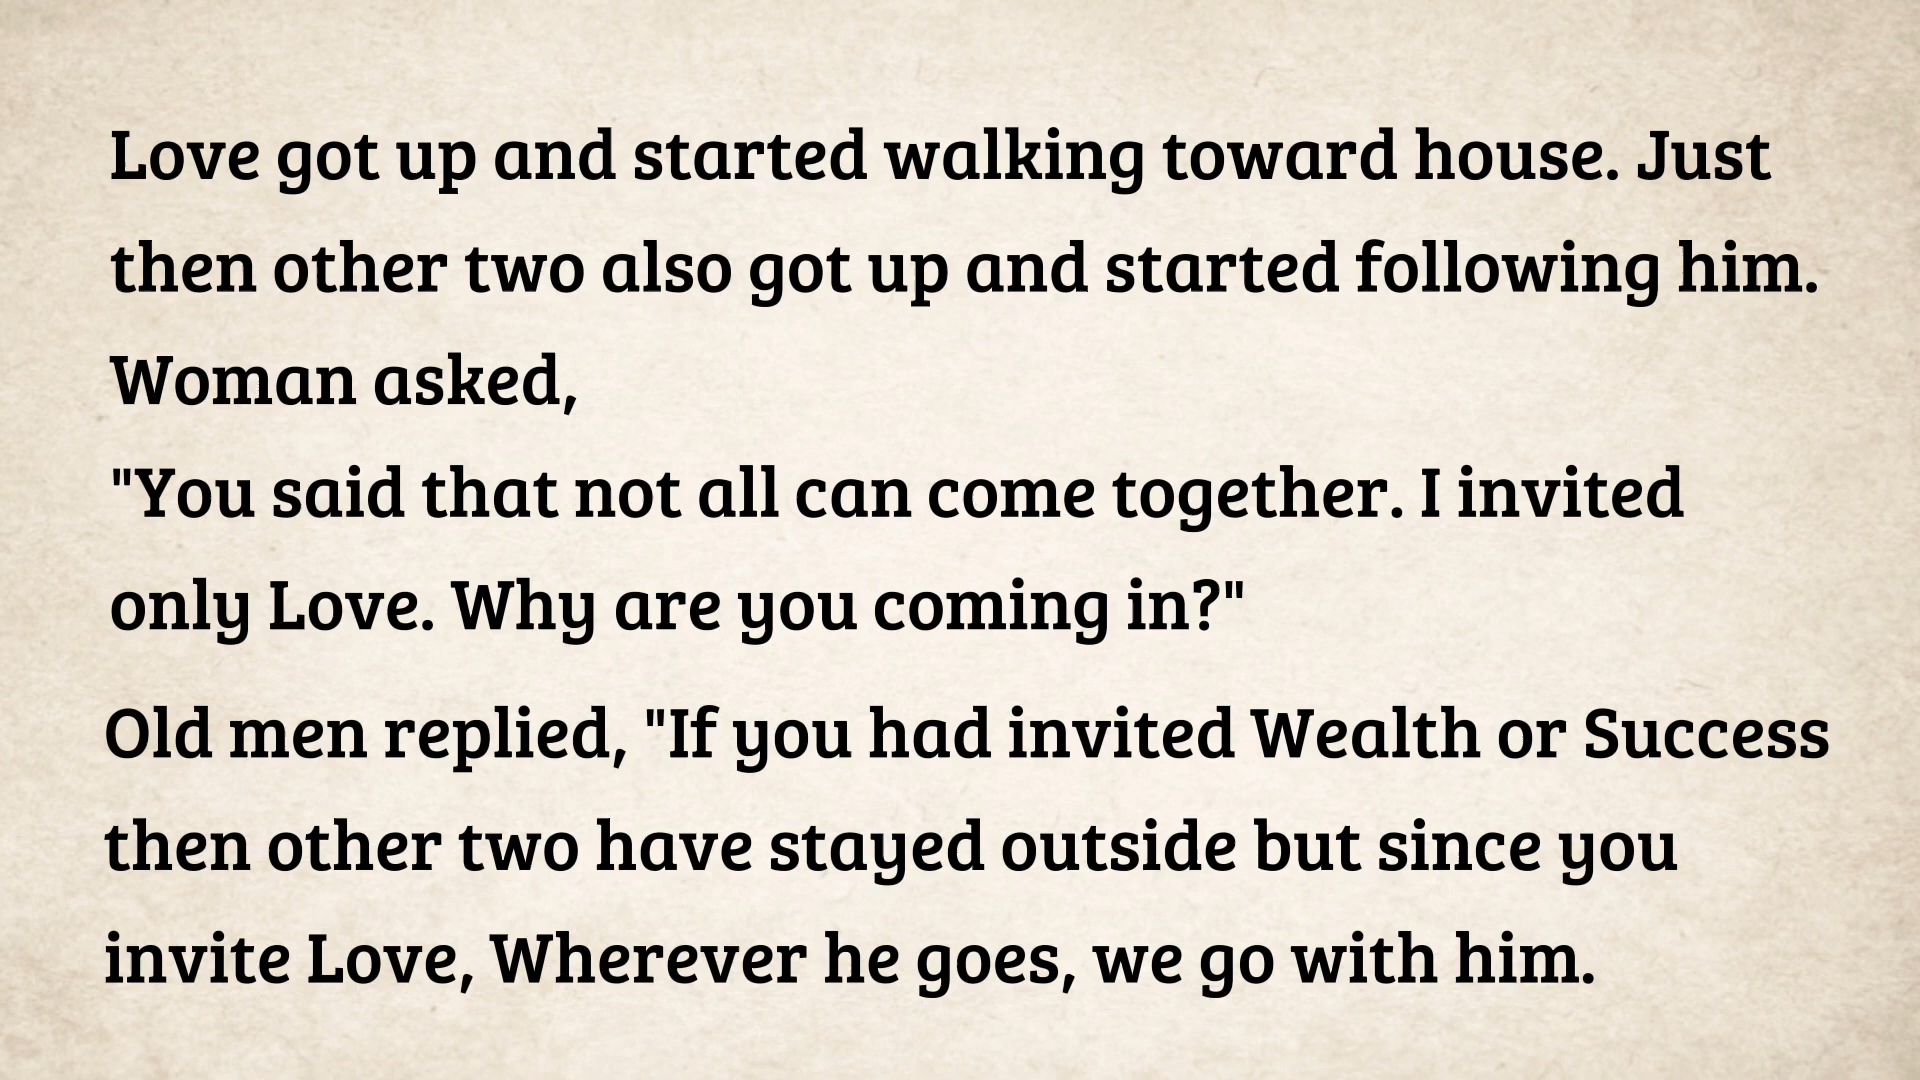 Love got up and started walking toward house. Just
then other two also got up and started following him.
Woman asked,
"You said that not all can come together. I invited
only Love. Why are you coming in?"
Old men replied, "If you had invited Wealth or Success
then other two have stayed outside but since you
invite Love, Wherever he goes, we go with him.